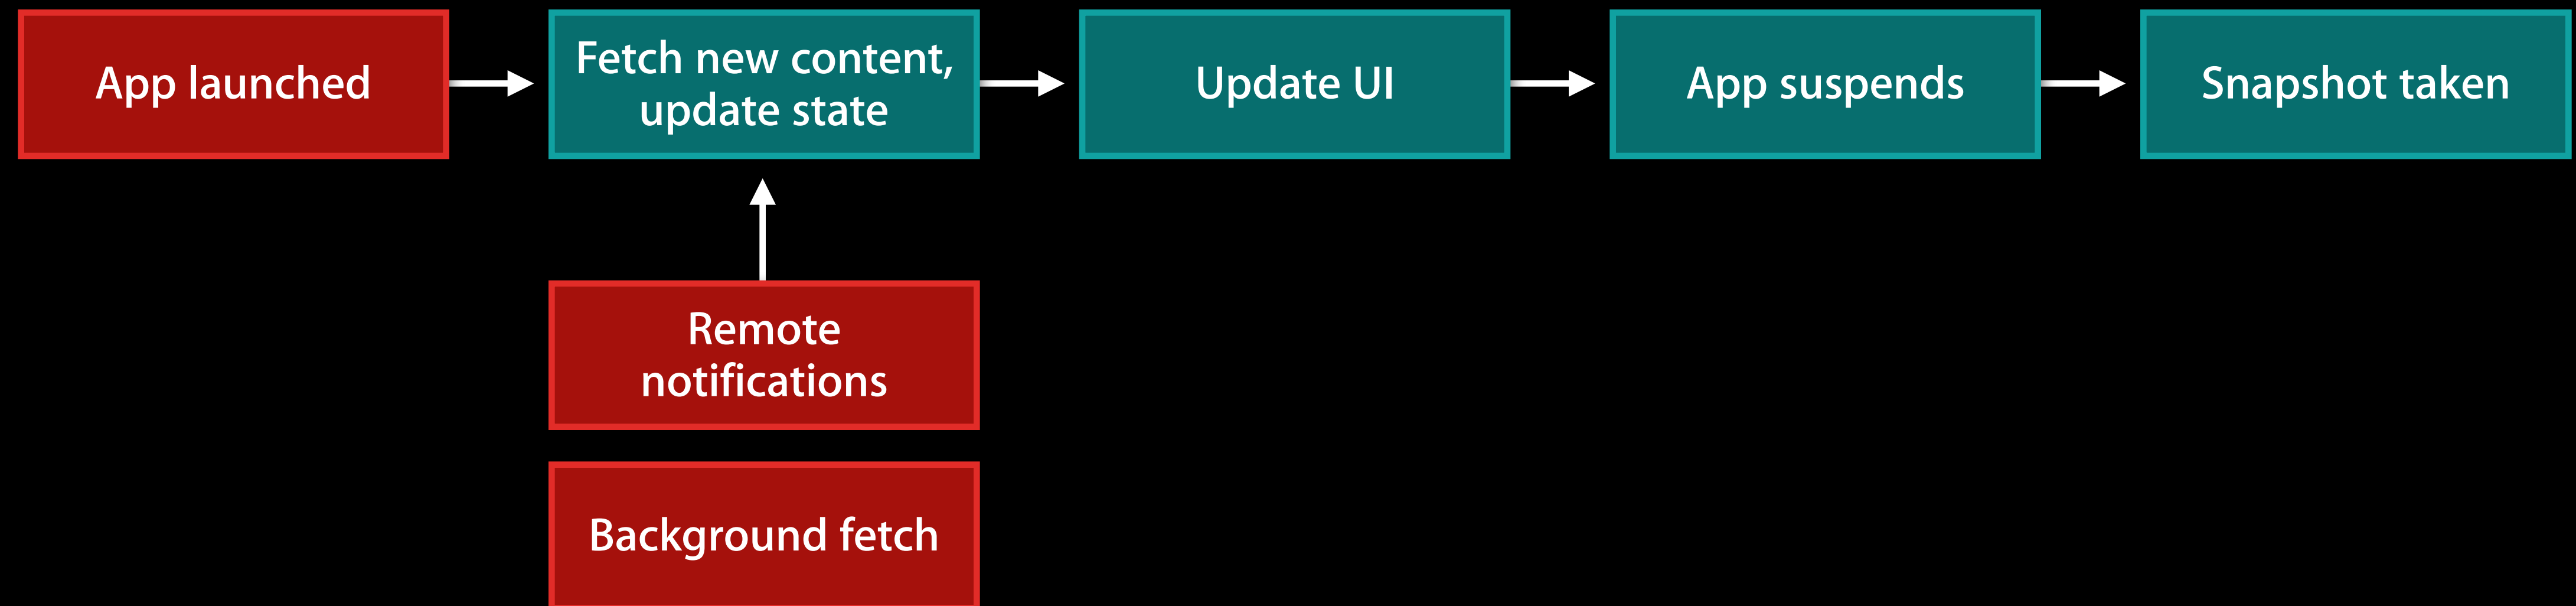 App launched
Fetch new content,
update state
Update UI
App suspends
Snapshot taken
Remote
notifications
Background fetch